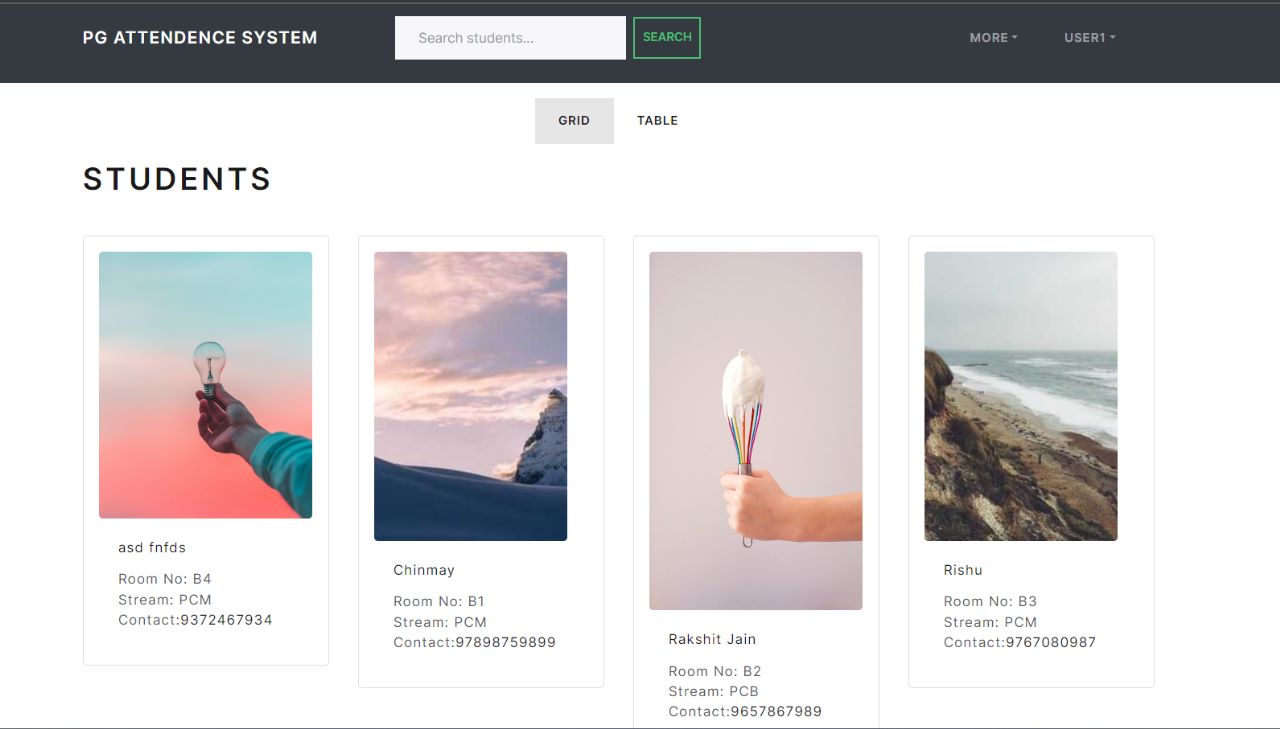 PG ATTENDENCE SYSTEM
Search students...
SEARCH
MORE
USER1
GRID
TABLE
STUDENTS
asd fnfds
Room No: B4
Stream: PCM
Contact:9372467934
Chinmay
Room No: B1
Stream: PCM
Contact:97898759899
Rakshit Jain
Room No: B2
Stream: PCB
Contact:9657867989
Rishu
Room No: B3
Stream: PCM
Contact:9767080987